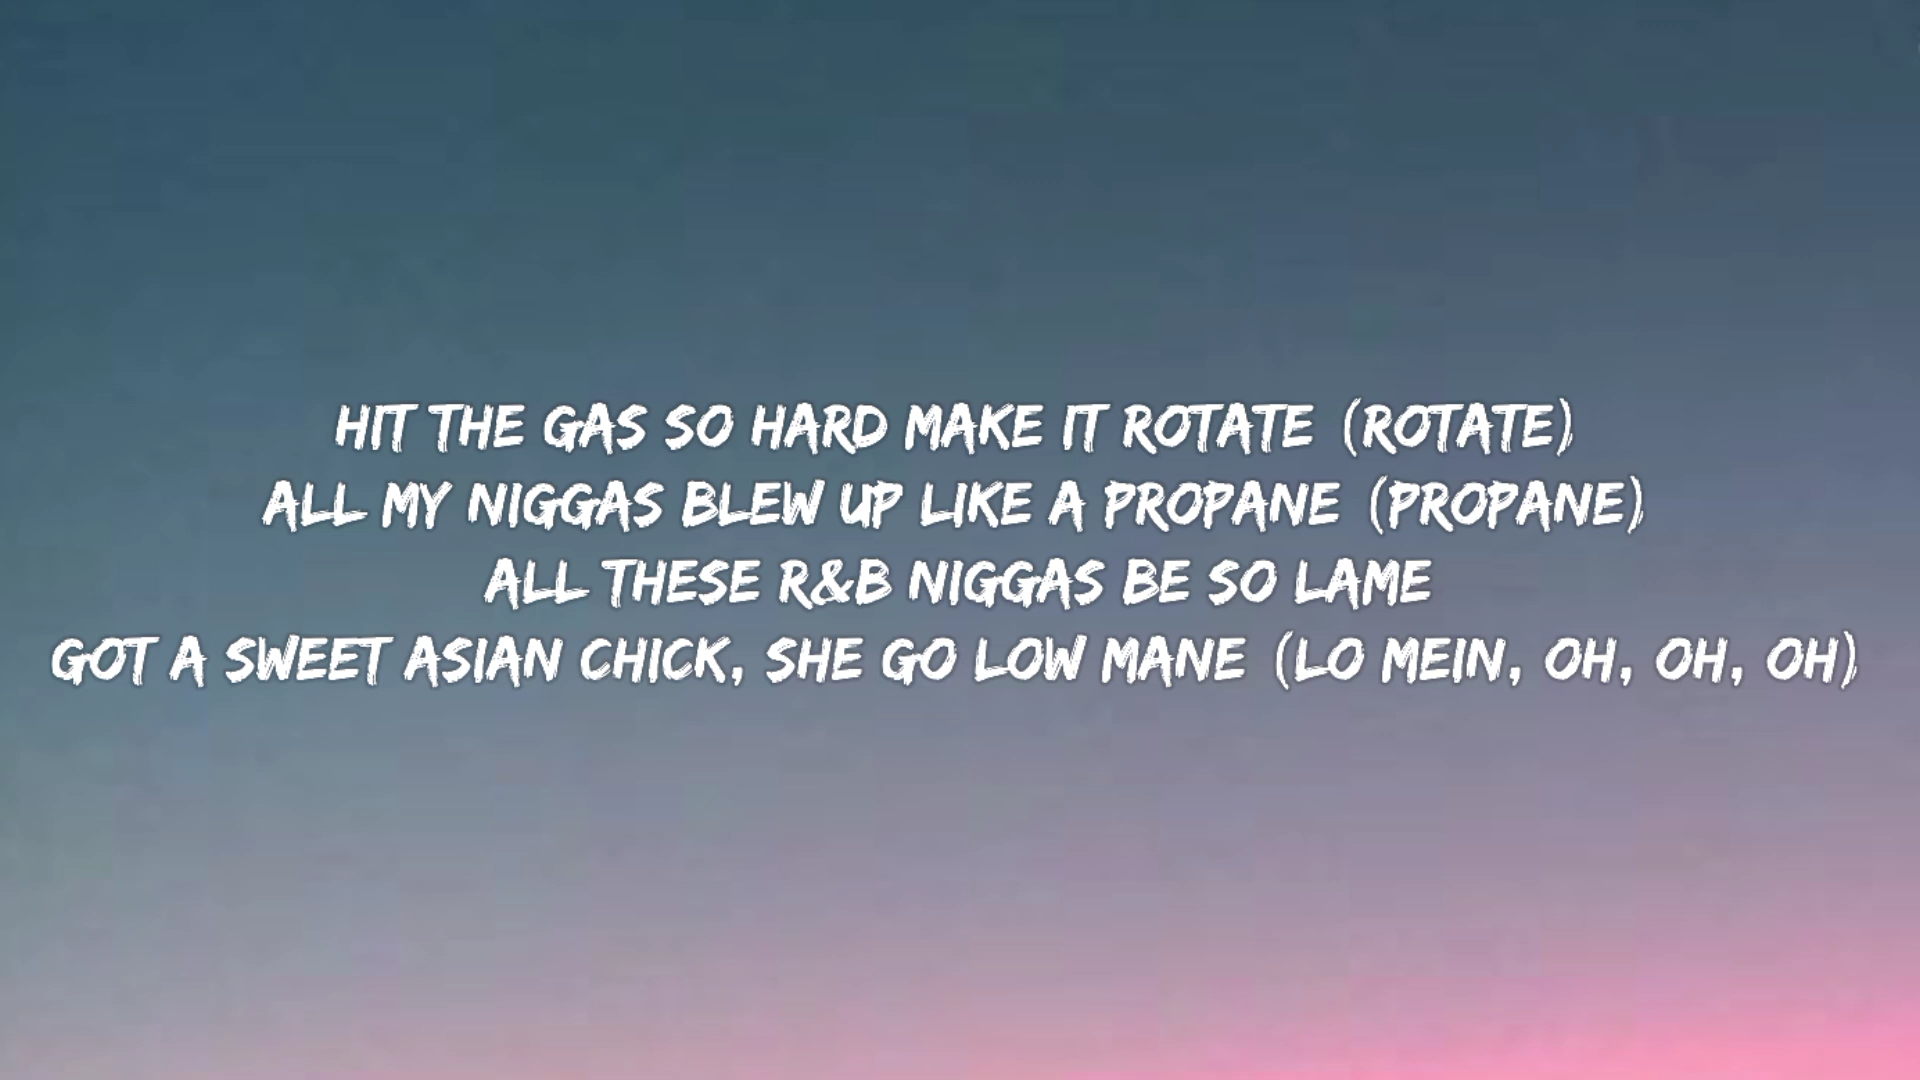 HIT THE GAS SO HARD MAKE IT ROTATE (ROTATE)
ALL MY NIGGAS BLEW UP LIKE A PROPANE (PROPANE)
ALL THESE R&B NIGGAS BE SO LAME
GOT A SWEET ASIAN CHICK, SHE GO LOW MANE (LO MEIN, OH, OH, OH)